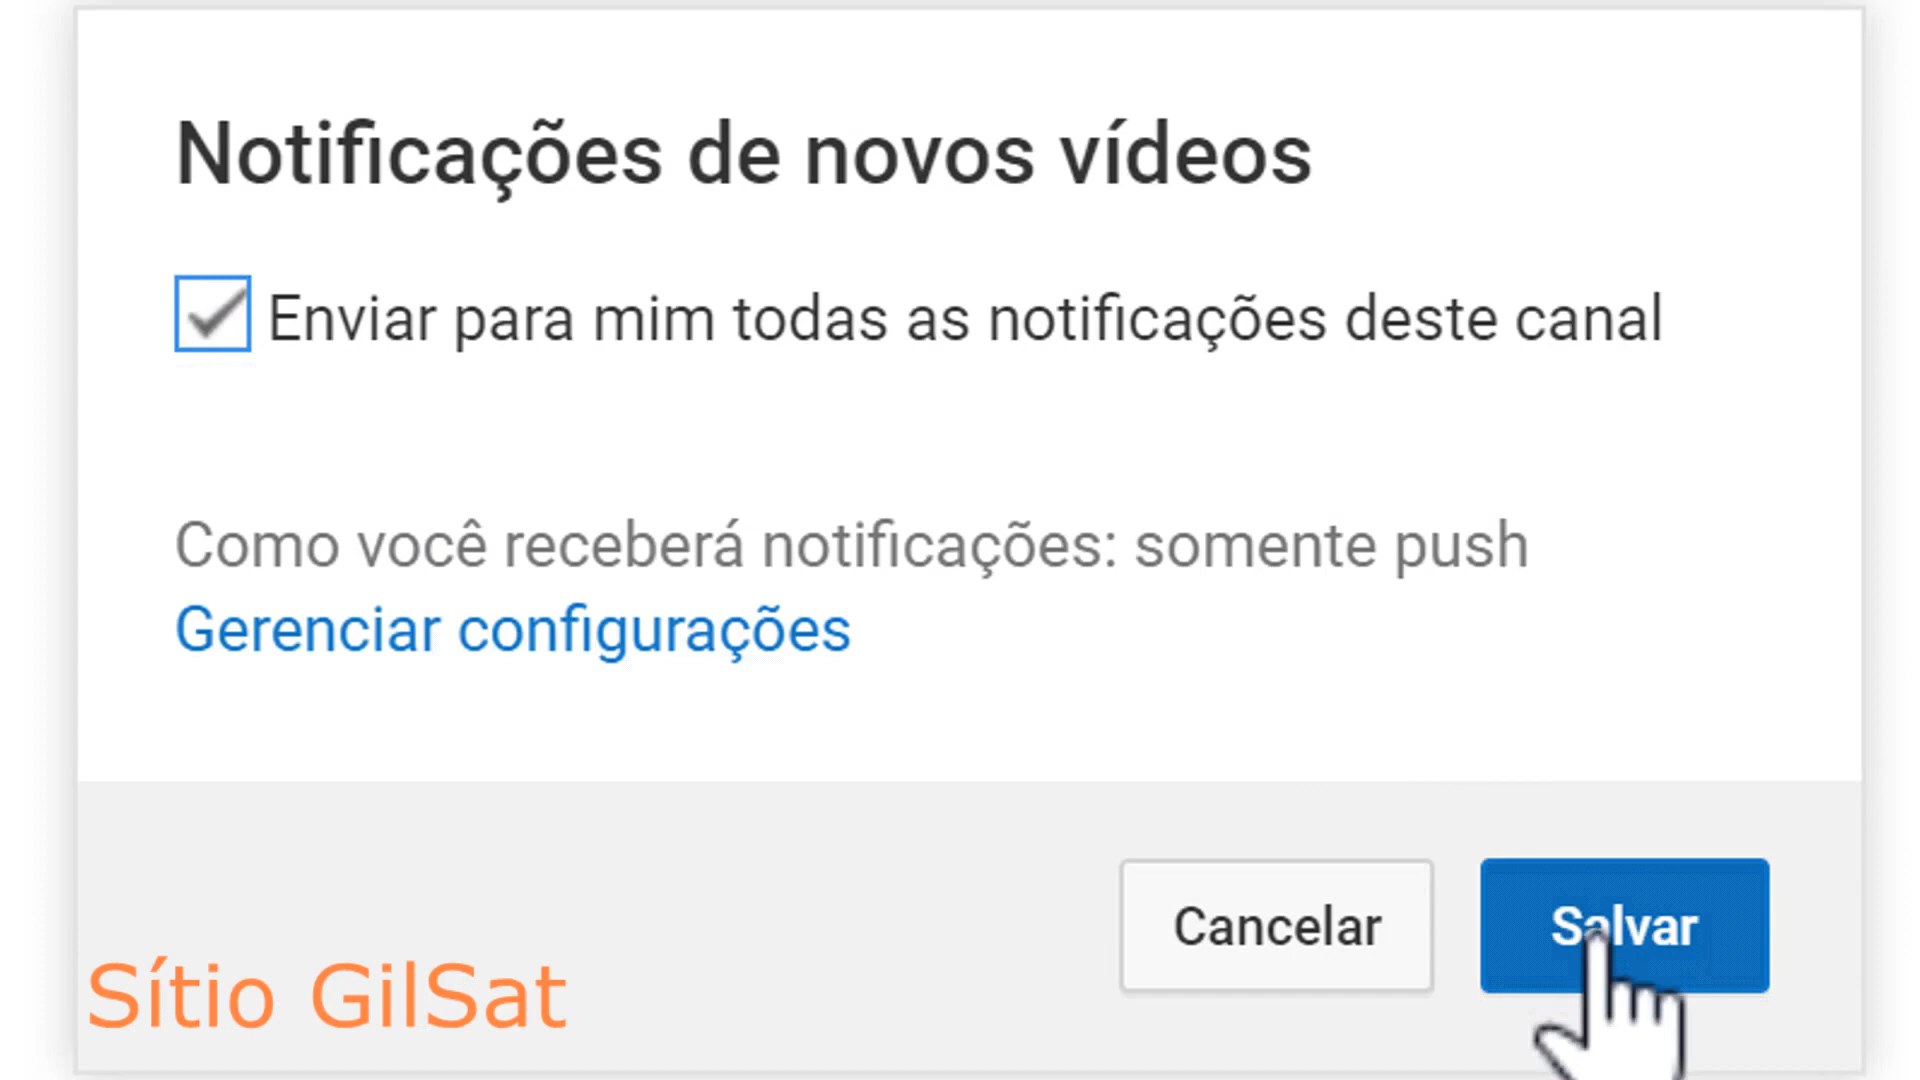 Notificações de novos vídeos
Enviar para mim todas as notificações deste canal
Como você receberá notificações: somente push
Gerenciar configurações
Cancelar
Salvar
Sítio GilSat